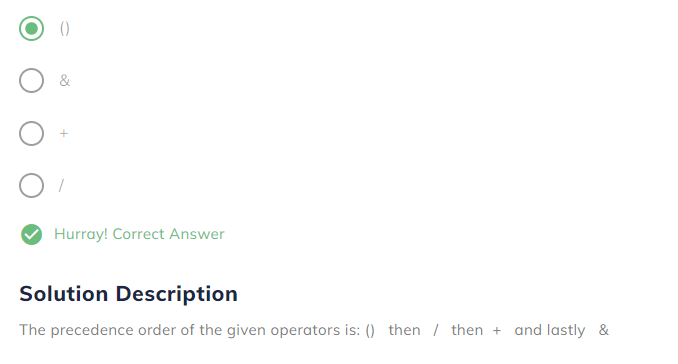 ()
&
+
/
Hurray! Correct Answer
Solution Description
The precedence order of the given operators is: () then / then + and lastly &